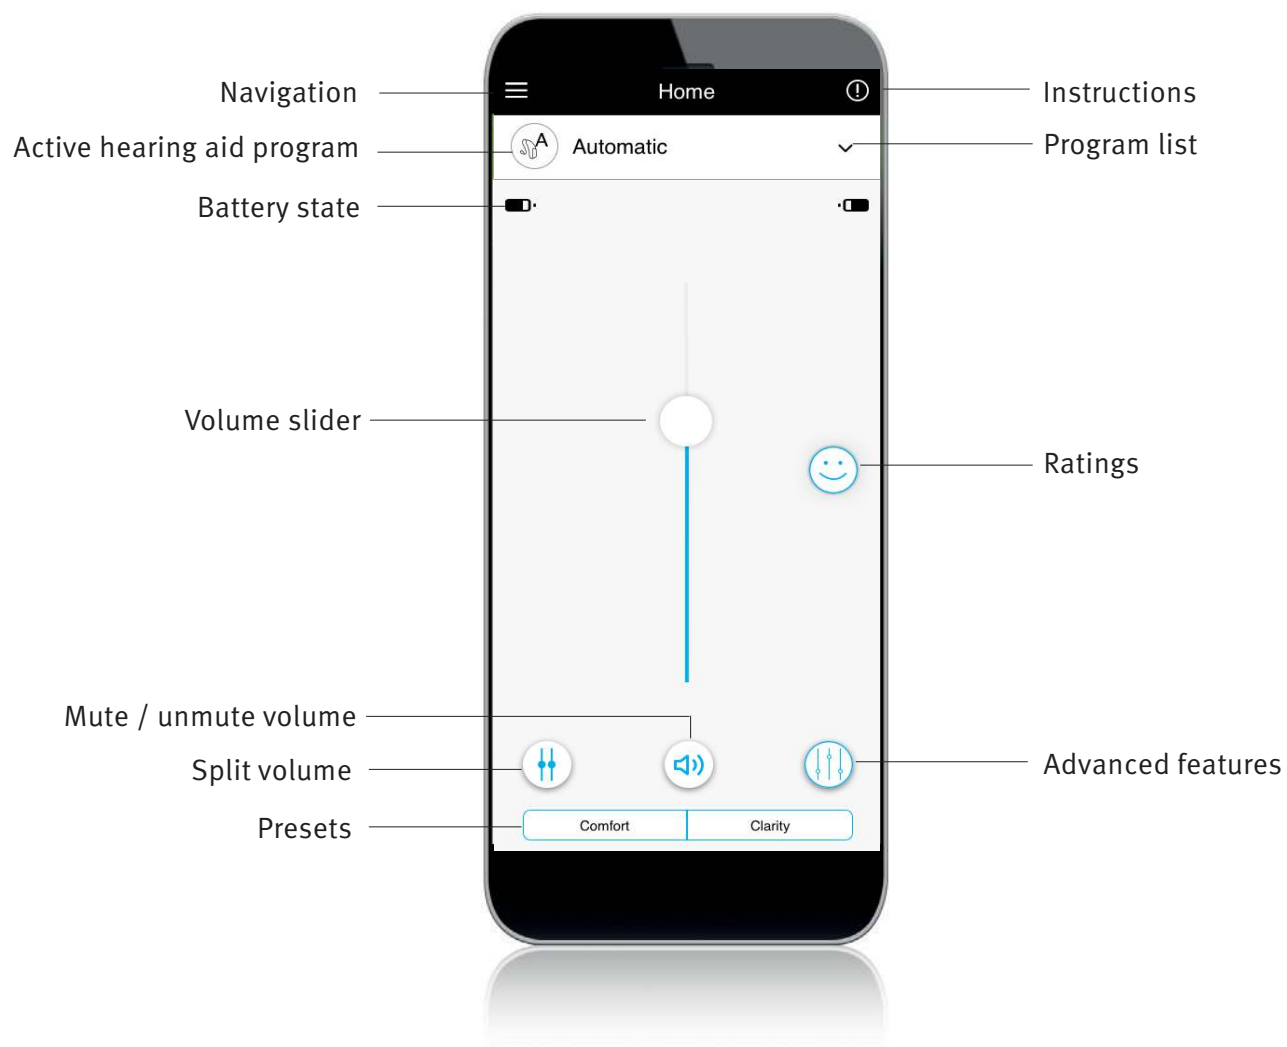 Navigation
Home
Instructions
Active hearing aid program
A
Automatic
Program list
Battery state
Volume slider
Ratings
Mute / unmute volume
Split volume
Advanced features
Presets
Comfort
Clarity